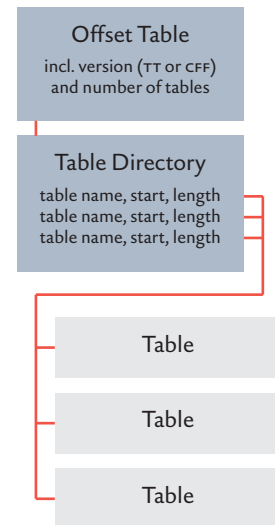 Offset Table
incl. version (TT or CFF)
and number of tables
Table Directory
table name, start, length
table name, start, length
table name, start, length
Table
Table
Table